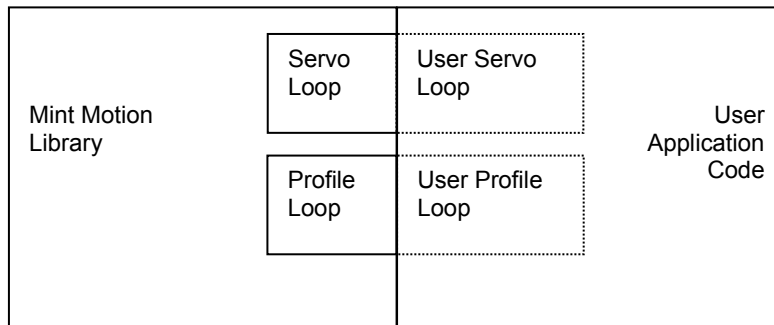 Servo
Loop
User Servo
Loop
Mint Motion
Library
User
Application
Code
Profile
Loop
User Profile
Loop